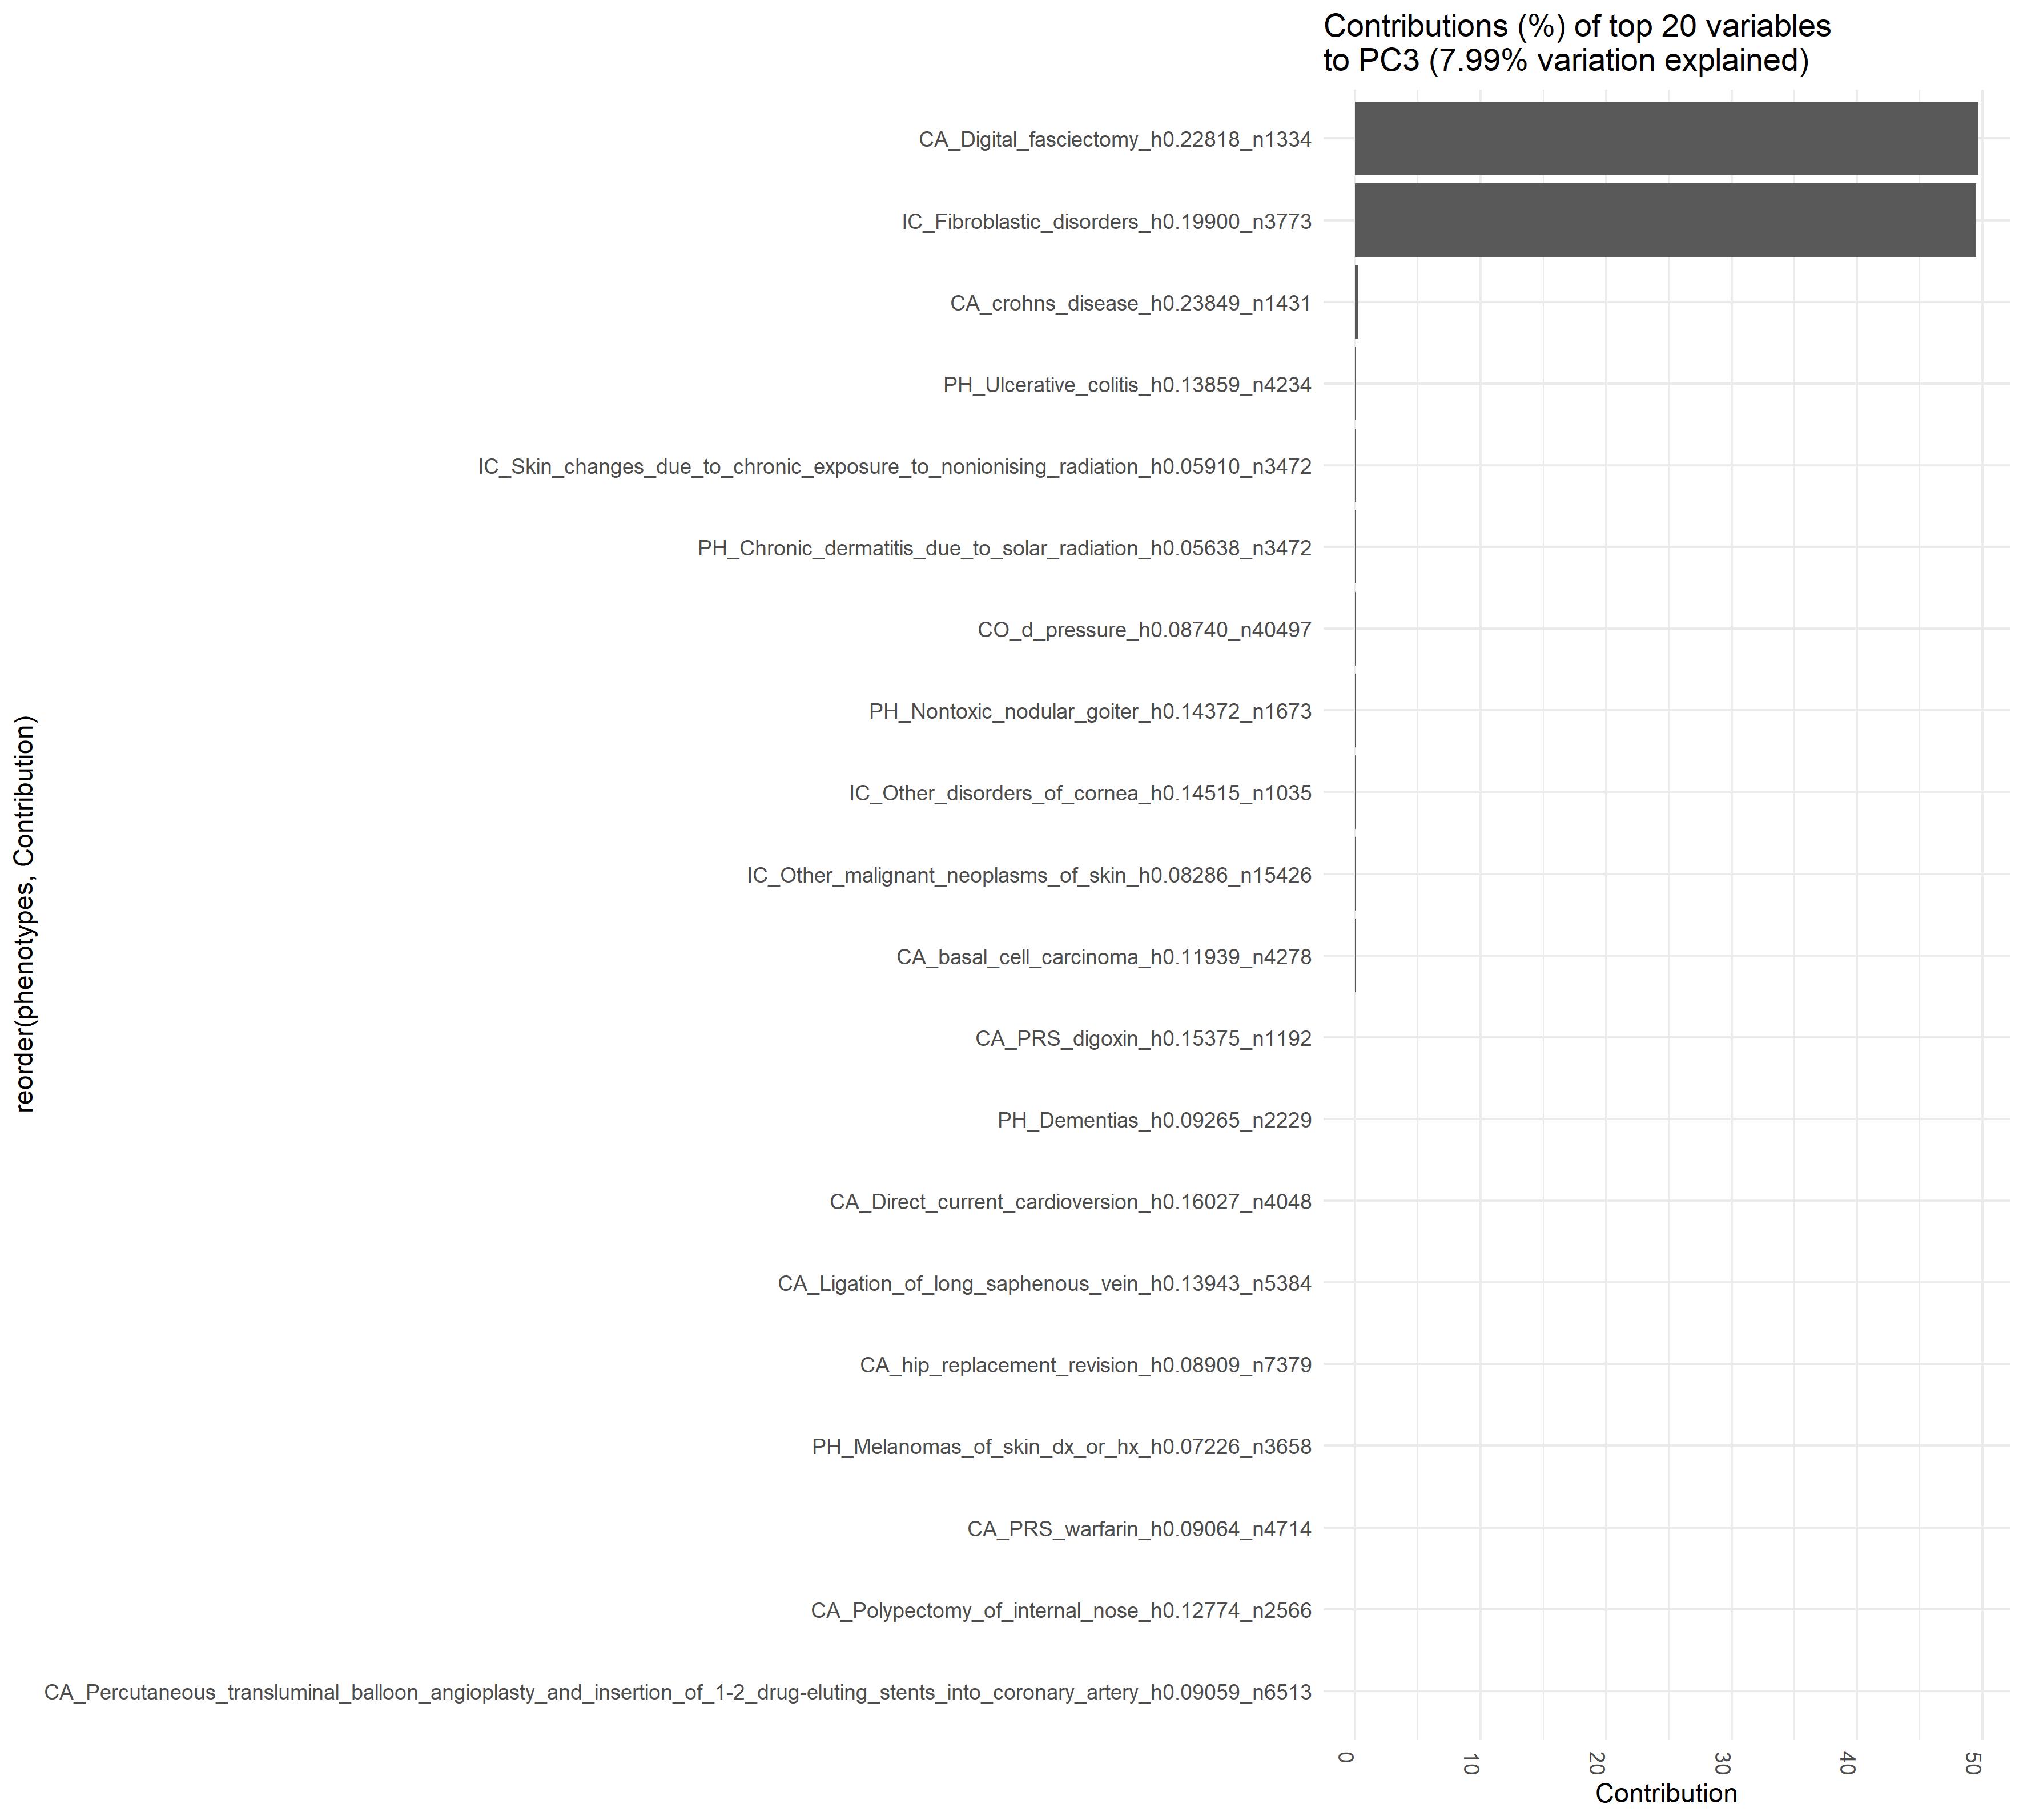 Contributions (%) of top 20 variables
to PC3 (7.99% variation explained)
CA_Digital_fasciectomy_h0.22818_n1334
IC_Fibroblastic_disorders_h0.19900_n3773
CA_crohns_disease_h0.23849_n1431
PH_Ulcerative_colitis_h0.13859_n4234
IC_Skin_changes_due_to_chronic_exposure_to_nonionising_radiation_h0.05910_n3472
PH_Chronic_dermatitis_due_to_solar_radiation_h0.05638_n3472
CO_d_pressure_h0.08740_n40497
PH_Nontoxic_nodular_goiter_h0.14372_n1673
IC_Other_disorders_of_cornea_h0.14515_n1035
IC_Other_malignant_neoplasms_of_skin_h0.08286_n15426
CA_basal_cell_carcinoma_h0.11939_n4278
CA_PRS_digoxin_h0.15375_n1192
PH_Dementias_h0.09265_n2229
CA_Direct_current_cardioversion_h0.16027_n4048
CA_Ligation_of_long_saphenous_vein_h0.13943_n5384
CA_hip_replacement_revision_h0.08909_n7379
PH_Melanomas_of_skin_dx_or_hx_h0.07226_n3658
CA_PRS_warfarin_h0.09064_n4714
CA_Polypectomy_of_internal_nose_h0.12774_n2566
CA_Percutaneous_transluminal_balloon_angioplasty_and_insertion_of_1-2_drug-eluting_stents_into_coronary_artery_h0.09059_n6513
reorder(phenotypes, Contribution)
0 10 20 30 40 50
Contribution